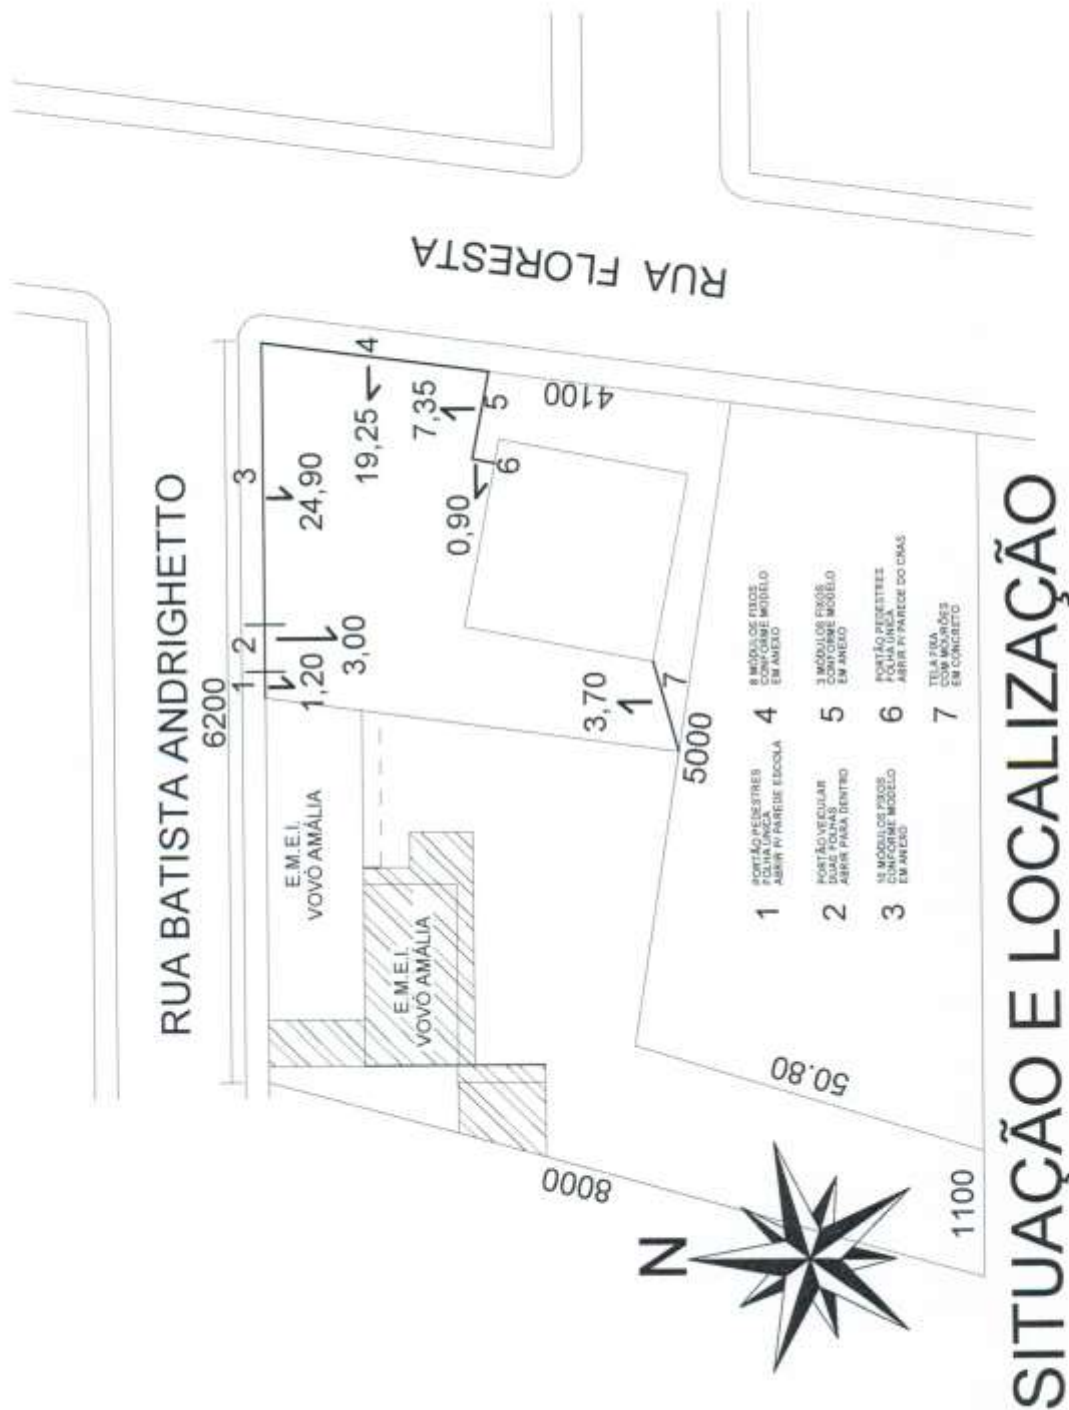 RUA BATISTA ANDRIGHETTO
6200
1
2
3
1,20
3,00
24,90
4
19,25
7,35
5
0,90
6
4100
RUA FLORESTA
E.M.E.I.
VOVÓ AMÁLIA
E.M.E.I.
VOVÓ AMÁLIA
3,70
7
5000
8000
50.80
1100
N
1
PORTÃO PEDESTRES
FOLHA ÚNICA
ABRIR P/ PAREDE ESCOLA
2
PORTÃO VEICULAR
DUAS FOLHAS
ABRIR PARA DENTRO
3
10 MÓDULOS FIXOS
CONFORME MODELO
EM ANEXO
4
8 MÓDULOS FIXOS
CONFORME MODELO
EM ANEXO
5
3 MÓDULOS FIXOS
CONFORME MODELO
EM ANEXO
6
PORTÃO PEDESTRES
FOLHA ÚNICA
ABRIR P/ PAREDE DO CRAS
7
TELA FIXA
COM MOURÕES
EM CONCRETO
SITUAÇÃO E LOCALIZAÇÃO